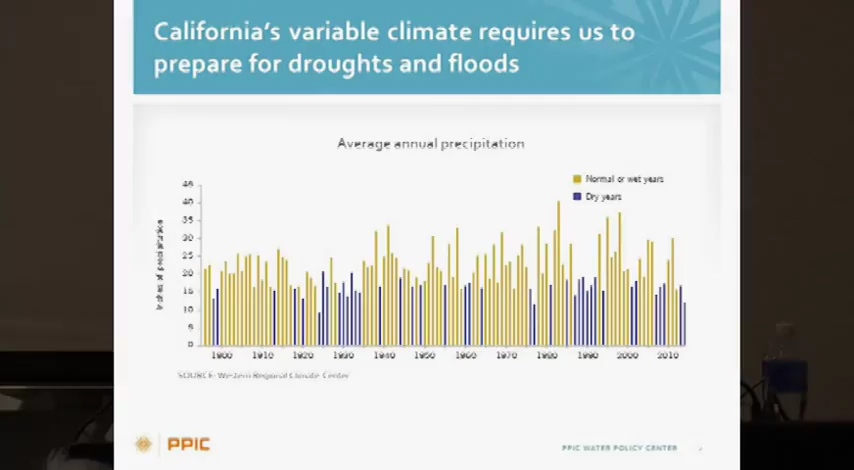 California's variable climate requires us to
prepare for droughts and floods
Average annual precipitation
Normal or wet years
Dry years
Inches of precipitation
40
35
30
25
20
15
10
5
0
1900
1910
1920
1930
1940
1950
1960
1970
1980
1990
2000
2010
SOURCE: Western Regional Climate Center
PPIC
PPIC WATER POLICY CENTER